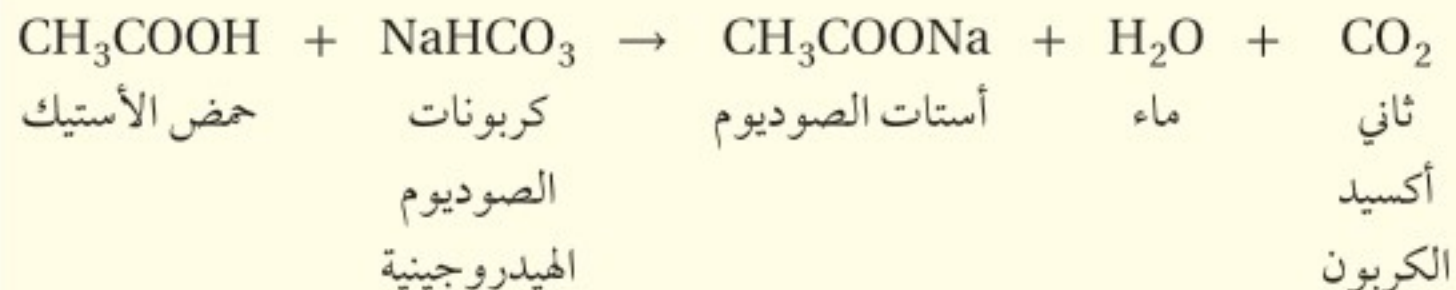 CH₃COOH + NaHCO₃ → CH₃COONa + H₂O + CO₂
حمض الأستيك كربونات أستات الصوديوم ماء ثاني
الصوديوم أكسيد
الهيدروجينية الكربون